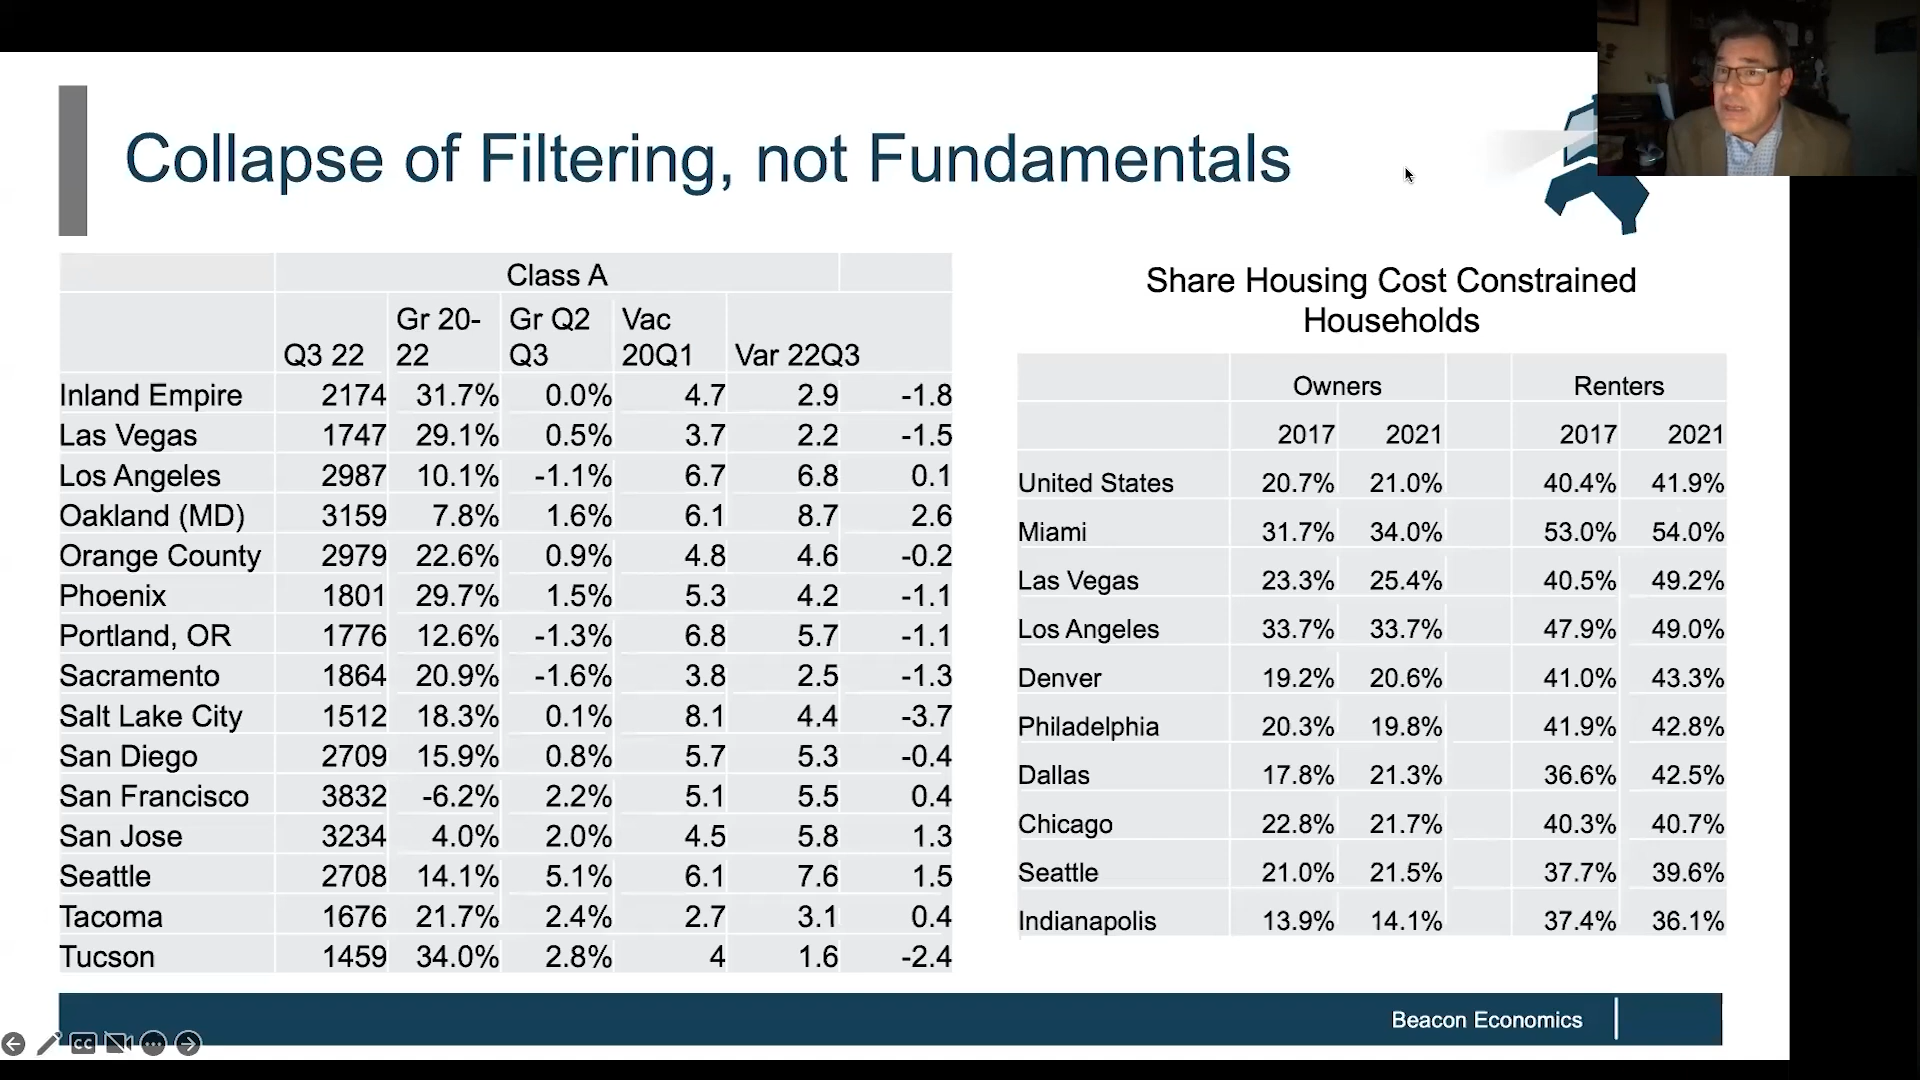 Collapse of Filtering, not Fundamentals
Class A
Q3 22 Gr 20-22 Gr Q2 Q3 Vac 20Q1 Var 22Q3
Inland Empire 2174 31.7% 0.0% 4.7 2.9 -1.8
Las Vegas 1747 29.1% 0.5% 3.7 2.2 -1.5
Los Angeles 2987 10.1% -1.1% 6.7 6.8 0.1
Oakland (MD) 3159 7.8% 1.6% 6.1 8.7 2.6
Orange County 2979 22.6% 0.9% 4.8 4.6 -0.2
Phoenix 1801 29.7% 1.5% 5.3 4.2 -1.1
Portland, OR 1776 12.6% -1.3% 6.8 5.7 -1.1
Sacramento 1864 20.9% -1.6% 3.8 2.5 -1.3
Salt Lake City 1512 18.3% 0.1% 8.1 4.4 -3.7
San Diego 2709 15.9% 0.8% 5.7 5.3 -0.4
San Francisco 3832 -6.2% 2.2% 5.1 5.5 0.4
San Jose 3234 4.0% 2.0% 4.5 5.8 1.3
Seattle 2708 14.1% 5.1% 6.1 7.6 1.5
Tacoma 1676 21.7% 2.4% 2.7 3.1 0.4
Tucson 1459 34.0% 2.8% 4 1.6 -2.4
Share Housing Cost Constrained
Households
Owners Renters
2017 2021 2017 2021
United States 20.7% 21.0% 40.4% 41.9%
Miami 31.7% 34.0% 53.0% 54.0%
Las Vegas 23.3% 25.4% 40.5% 49.2%
Los Angeles 33.7% 33.7% 47.9% 49.0%
Denver 19.2% 20.6% 41.0% 43.3%
Philadelphia 20.3% 19.8% 41.9% 42.8%
Dallas 17.8% 21.3% 36.6% 42.5%
Chicago 22.8% 21.7% 40.3% 40.7%
Seattle 21.0% 21.5% 37.7% 39.6%
Indianapolis 13.9% 14.1% 37.4% 36.1%
Beacon Economics
CC